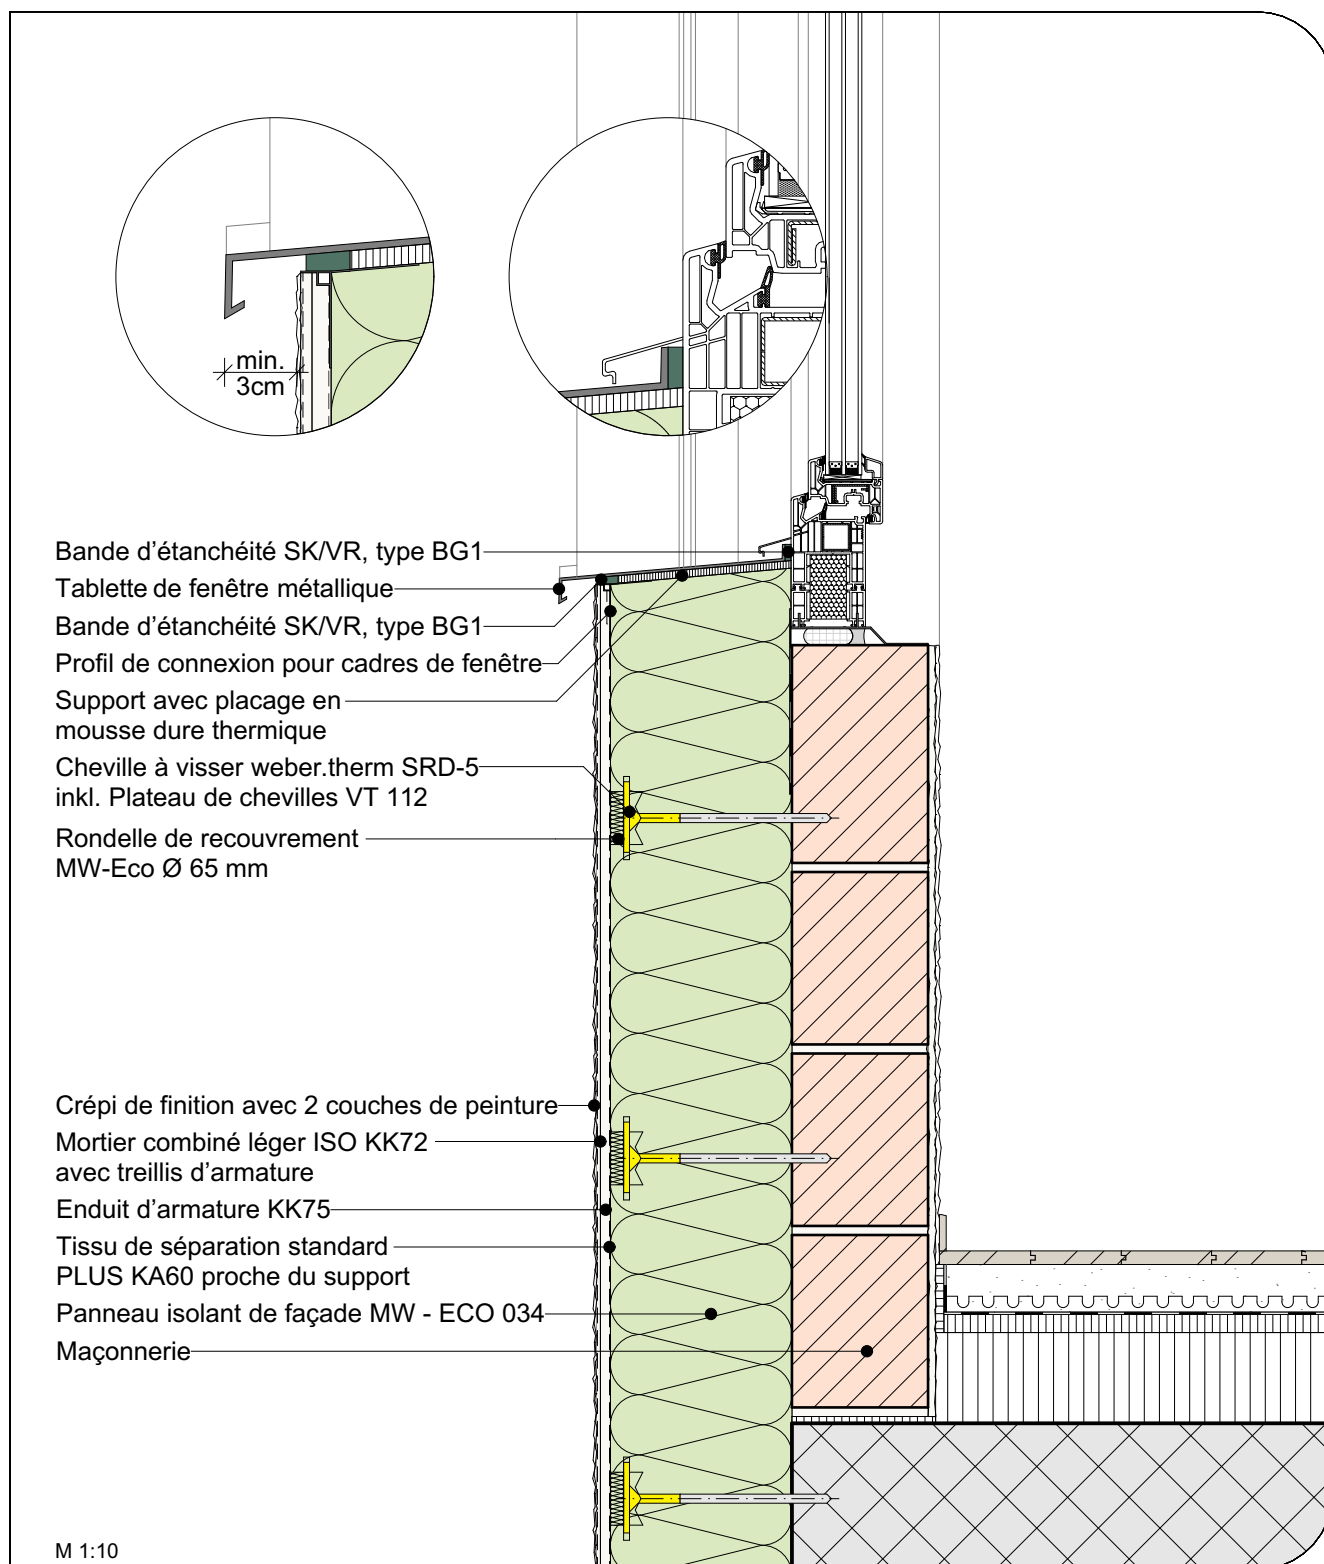 min.
3cm
Bande d'étanchéité SK/VR, type BG1
Tablette de fenêtre métallique
Bande d'étanchéité SK/VR, type BG1
Profil de connexion pour cadres de fenêtre
Support avec placage en
mousse dure thermique
Cheville à visser weber.therm SRD-5
inkl. Plateau de chevilles VT 112
Rondelle de recouvrement
MW-Eco Ø 65 mm
Crépi de finition avec 2 couches de peinture
Mortier combiné léger ISO KK72
avec treillis d'armature
Enduit d'armature KK75
Tissu de séparation standard
PLUS KA60 proche du support
Panneau isolant de façade MW - ECO 034
Maçonnerie
M 1:10